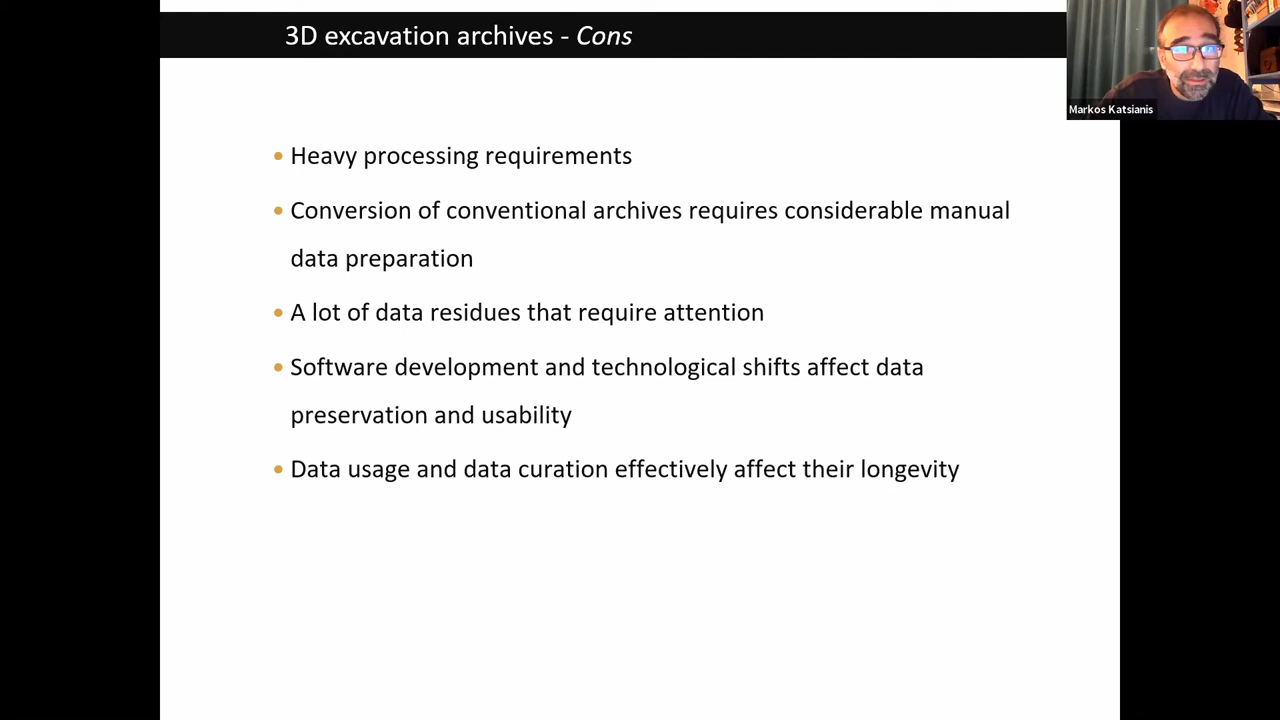 3D excavation archives - Cons
Markos Katsianis
• Heavy processing requirements
• Conversion of conventional archives requires considerable manual
data preparation
• A lot of data residues that require attention
• Software development and technological shifts affect data
preservation and usability
• Data usage and data curation effectively affect their longevity